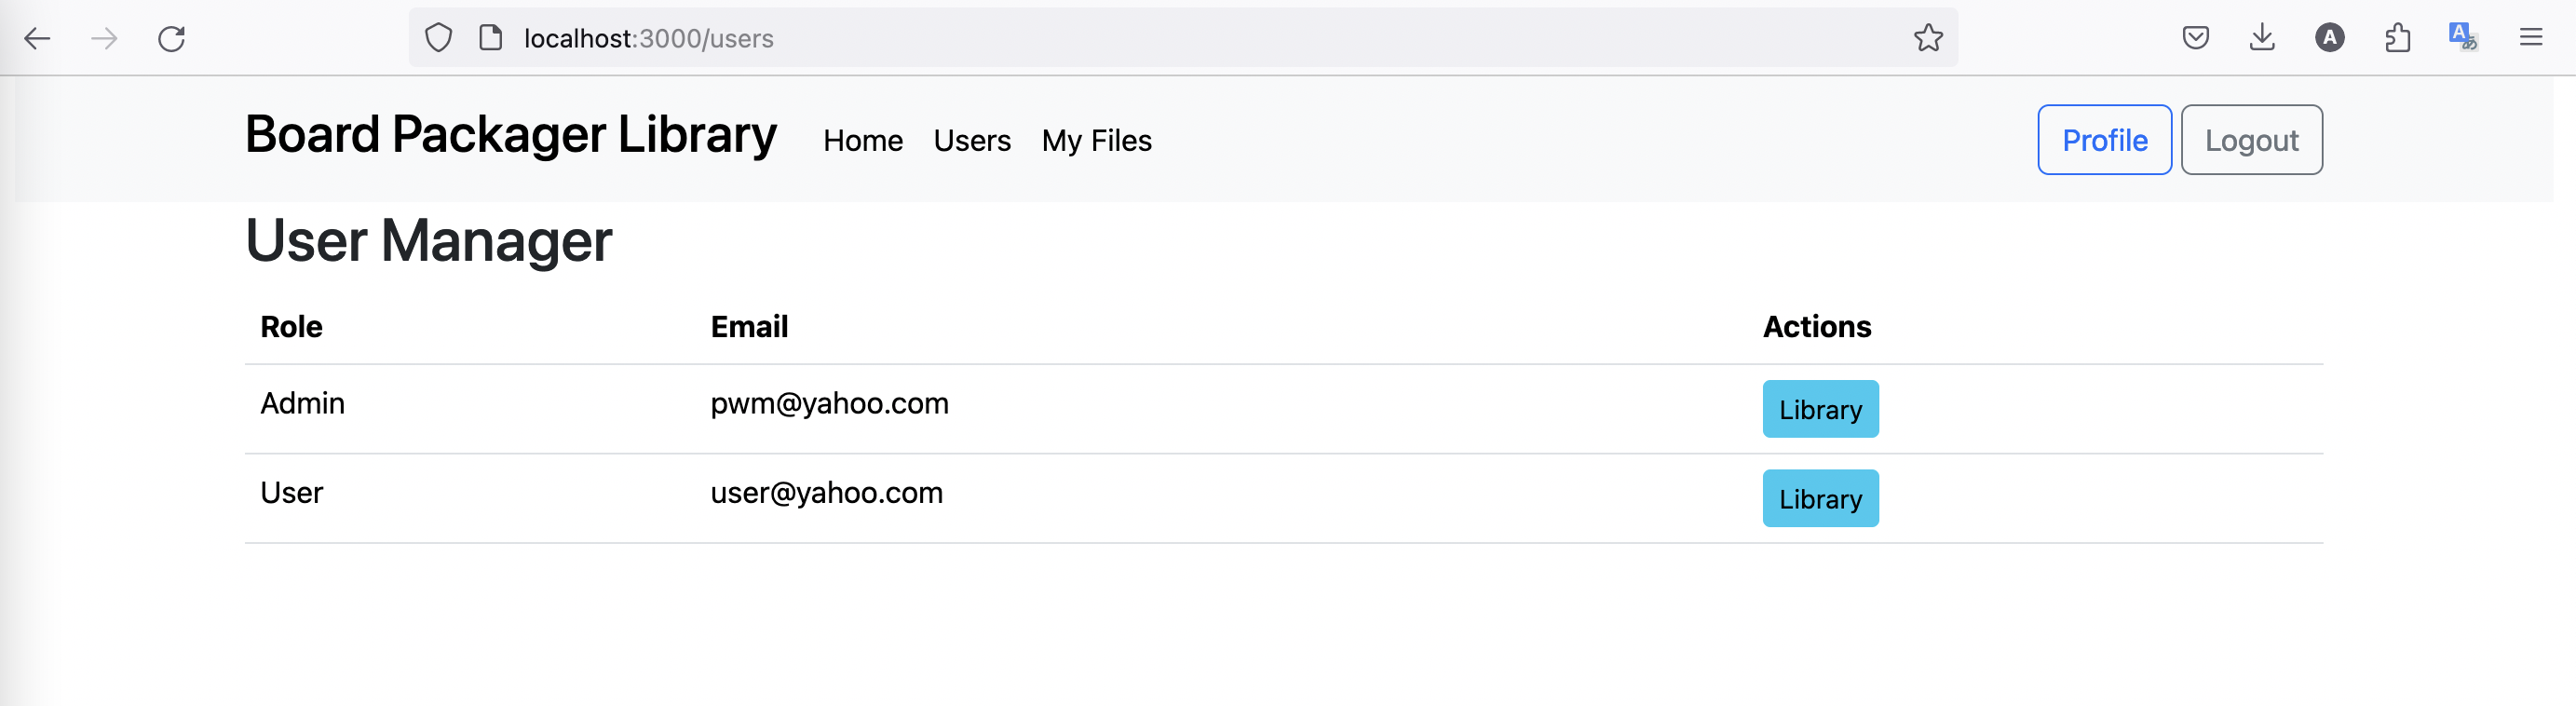 localhost:3000/users
A
A あ
Board Packager Library Home Users My Files Profile Logout
User Manager
Role Email Actions
Admin pwm@yahoo.com Library
User user@yahoo.com Library